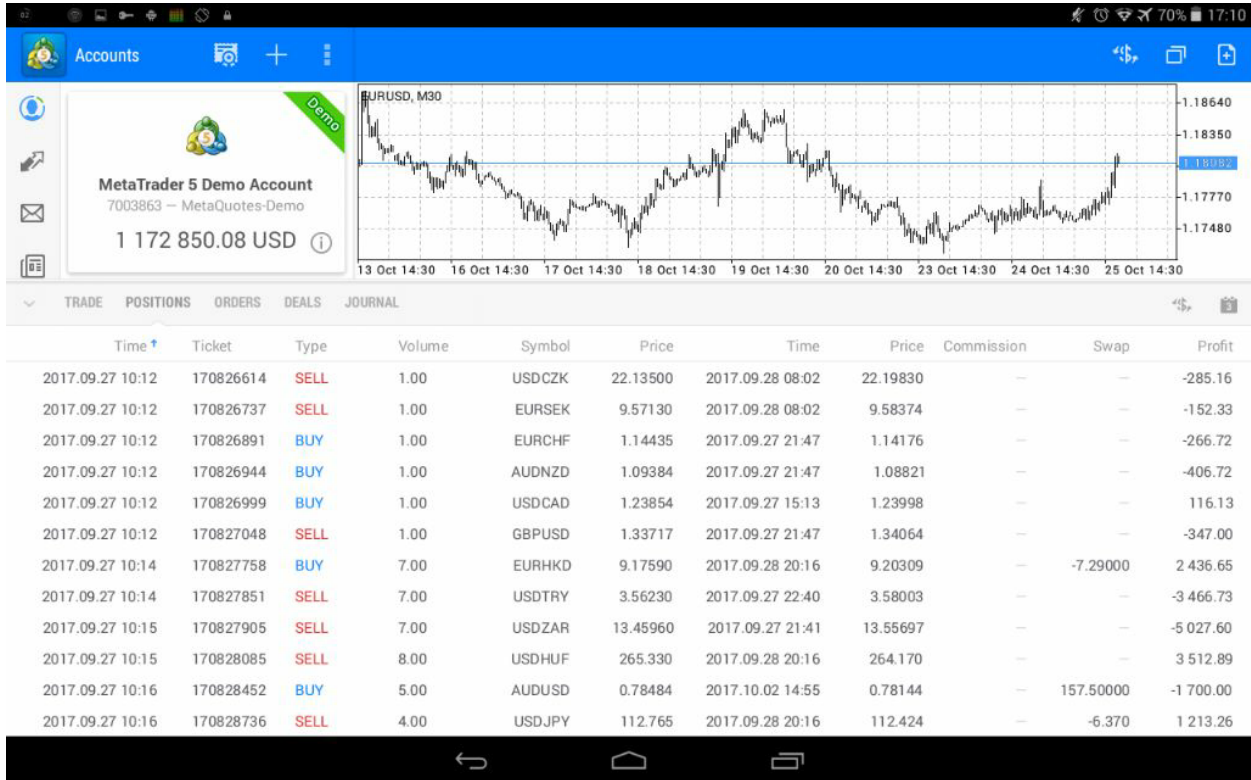 02 70% 17:10
Accounts
EURUSD, M30
Demo
5
MetaTrader 5 Demo Account
7003863 — MetaQuotes-Demo
1 172 850.08 USD
1.18640
1.18350
1.18082
1.17770
1.17480
13 Oct 14:30 16 Oct 14:30 17 Oct 14:30 18 Oct 14:30 19 Oct 14:30 20 Oct 14:30 23 Oct 14:30 24 Oct 14:30 25 Oct 14:30
TRADE POSITIONS ORDERS DEALS JOURNAL 3
Time Ticket Type Volume Symbol Price Time Price Commission Swap Profit
2017.09.27 10:12 170826614 SELL 1.00 USDCZK 22.13500 2017.09.28 08:02 22.19830 — — -285.16
2017.09.27 10:12 170826737 SELL 1.00 EURSEK 9.57130 2017.09.28 08:02 9.58374 — — -152.33
2017.09.27 10:12 170826891 BUY 1.00 EURCHF 1.14435 2017.09.27 21:47 1.14176 — — -266.72
2017.09.27 10:12 170826944 BUY 1.00 AUDNZD 1.09384 2017.09.27 21:47 1.08821 — — -406.72
2017.09.27 10:12 170826999 BUY 1.00 USDCAD 1.23854 2017.09.27 15:13 1.23998 — — 116.13
2017.09.27 10:12 170827048 SELL 1.00 GBPUSD 1.33717 2017.09.27 21:47 1.34064 — — -347.00
2017.09.27 10:14 170827758 BUY 7.00 EURHKD 9.17590 2017.09.28 20:16 9.20309 — -7.29000 2 436.65
2017.09.27 10:14 170827851 SELL 7.00 USDTRY 3.56230 2017.09.27 22:40 3.58003 — — -3 466.73
2017.09.27 10:15 170827905 SELL 7.00 USDZAR 13.45960 2017.09.27 21:41 13.55697 — — -5 027.60
2017.09.27 10:15 170828085 SELL 8.00 USDHUF 265.330 2017.09.28 20:16 264.170 — — 3 512.89
2017.09.27 10:16 170828452 BUY 5.00 AUDUSD 0.78484 2017.10.02 14:55 0.78144 — 157.50000 -1 700.00
2017.09.27 10:16 170828736 SELL 4.00 USDJPY 112.765 2017.09.28 20:16 112.424 — -6.370 1 213.26